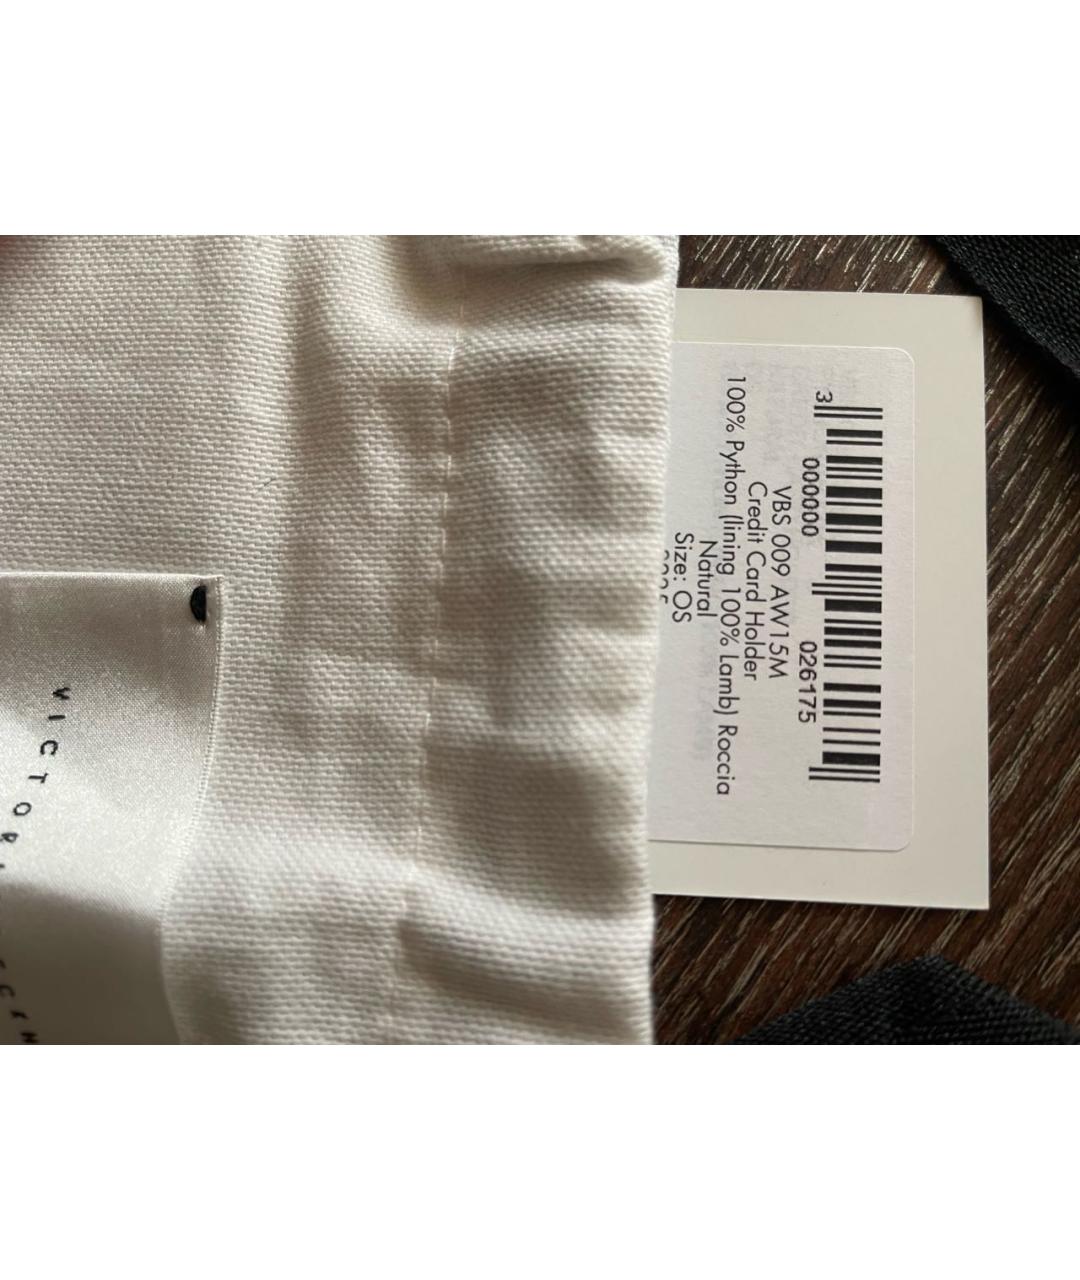 3 000000 026175
VBS 009 AW15M
Credit Card Holder
100% Python (lining 100% Lamb) Roccia
Natural
Size: OS
VICTOR